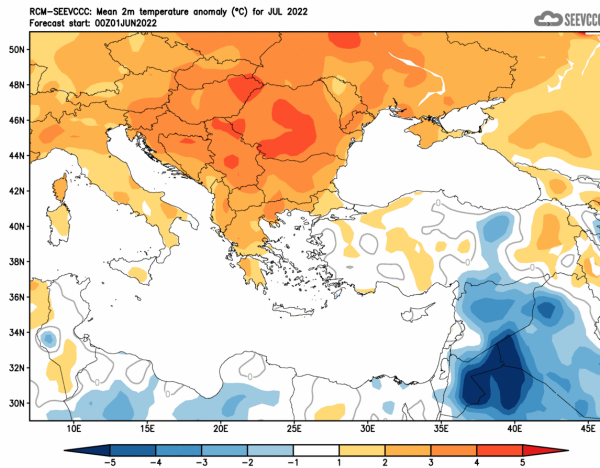 RCM-SEEVCCC: Mean 2m temperature anomaly (°C) for JUL 2022
Forecast start: 00Z01JUN2022
SEEVCCC
50N
48N
46N
44N
42N
40N
38N
36N
34N
32N
30N
10E 15E 20E 25E 30E 35E 40E 45E
-5 -4 -3 -2 -1 1 2 3 4 5